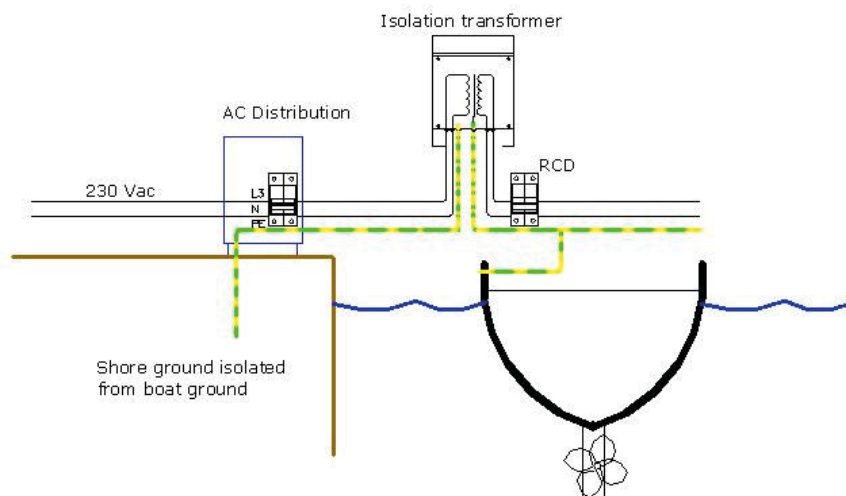 Isolation transformer
AC Distribution
RCD
230 Vac
L3
N
PE
Shore ground isolated
from boat ground